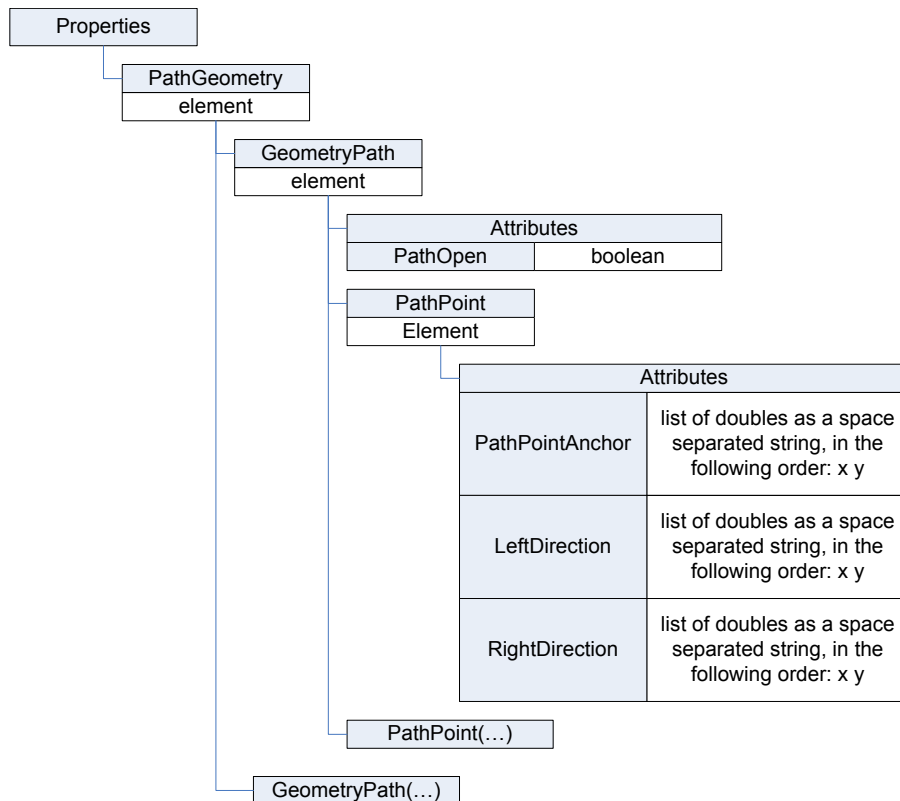 Properties
PathGeometry
element
GeometryPath
element
Attributes
PathOpen
boolean
PathPoint
Element
Attributes
PathPointAnchor
list of doubles as a space
separated string, in the
following order: x y
LeftDirection
list of doubles as a space
separated string, in the
following order: x y
RightDirection
list of doubles as a space
separated string, in the
following order: x y
PathPoint(…)
GeometryPath(…)